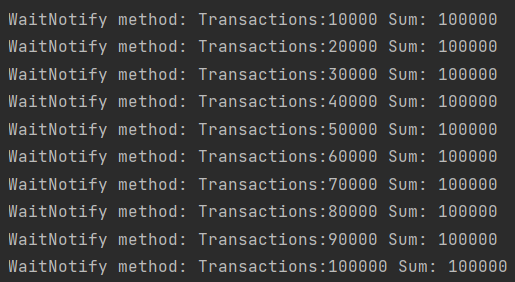 WaitNotify method: Transactions:10000 Sum: 100000
WaitNotify method: Transactions:20000 Sum: 100000
WaitNotify method: Transactions:30000 Sum: 100000
WaitNotify method: Transactions:40000 Sum: 100000
WaitNotify method: Transactions:50000 Sum: 100000
WaitNotify method: Transactions:60000 Sum: 100000
WaitNotify method: Transactions:70000 Sum: 100000
WaitNotify method: Transactions:80000 Sum: 100000
WaitNotify method: Transactions:90000 Sum: 100000
WaitNotify method: Transactions:100000 Sum: 100000